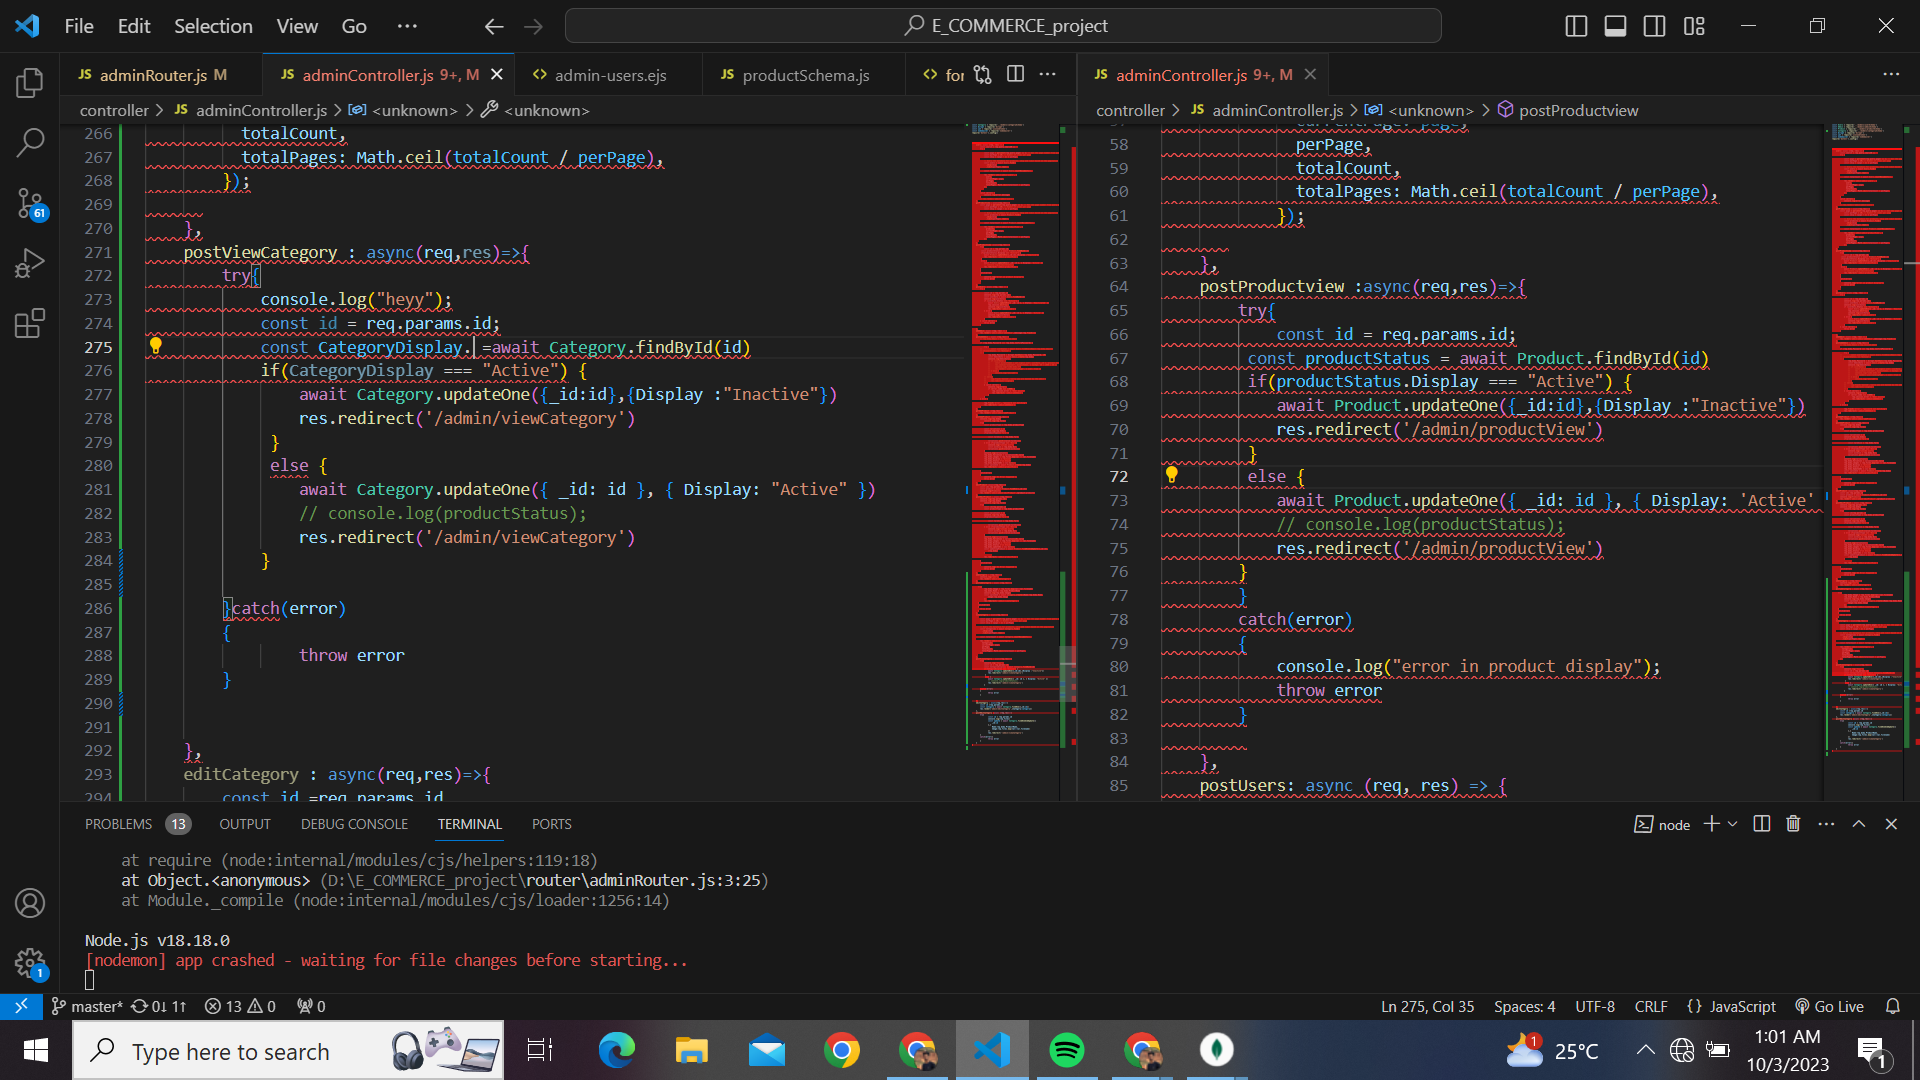 File Edit Selection View Go ··· E_COMMERCE_project
JS adminRouter.js M JS adminController.js 9+, M <> admin-users.ejs JS productSchema.js <> for
controller > JS adminController.js > <unknown> > <unknown>
266 totalCount,
267 totalPages: Math.ceil(totalCount / perPage),
268 });
269
270 },
271 postViewCategory : async(req,res)=>{
272 try{
273 console.log("heyy");
274 const id = req.params.id;
275 const CategoryDisplay. =await Category.findById(id)
276 if(CategoryDisplay === "Active") {
277 await Category.updateOne({_id:id},{Display :"Inactive"})
278 res.redirect('/admin/viewCategory')
279 }
280 else {
281 await Category.updateOne({ _id: id }, { Display: "Active" })
282 // console.log(productStatus);
283 res.redirect('/admin/viewCategory')
284 }
285
286 }catch(error)
287 {
288 throw error
289 }
290
291
292 },
293 editCategory : async(req,res)=>{
294 const id =req.params.id
JS adminController.js 9+, M
controller > JS adminController.js > <unknown> > postProductview
currentPage: page,
58 perPage,
59 totalCount,
60 totalPages: Math.ceil(totalCount / perPage),
61 });
62
63 },
64 postProductview :async(req,res)=>{
65 try{
66 const id = req.params.id;
67 const productStatus = await Product.findById(id)
68 if(productStatus.Display === "Active") {
69 await Product.updateOne({_id:id},{Display :"Inactive"})
70 res.redirect('/admin/productView')
71 }
72 else {
73 await Product.updateOne({ _id: id }, { Display: 'Active'
74 // console.log(productStatus);
75 res.redirect('/admin/productView')
76 }
77 }
78 catch(error)
79 {
80 console.log("error in product display");
81 throw error
82 }
83
84 },
85 postUsers: async (req, res) => {
61
1
PROBLEMS 13 OUTPUT DEBUG CONSOLE TERMINAL PORTS node
at require (node:internal/modules/cjs/helpers:119:18)
at Object.<anonymous> (D:\E_COMMERCE_project\router\adminRouter.js:3:25)
at Module._compile (node:internal/modules/cjs/loader:1256:14)
Node.js v18.18.0
[nodemon] app crashed - waiting for file changes before starting...
master* 0↓ 1↑ 13 0 0 Ln 275, Col 35 Spaces: 4 UTF-8 CRLF {} JavaScript Go Live
Type here to search 1 25°C 1:01 AM
10/3/2023 1